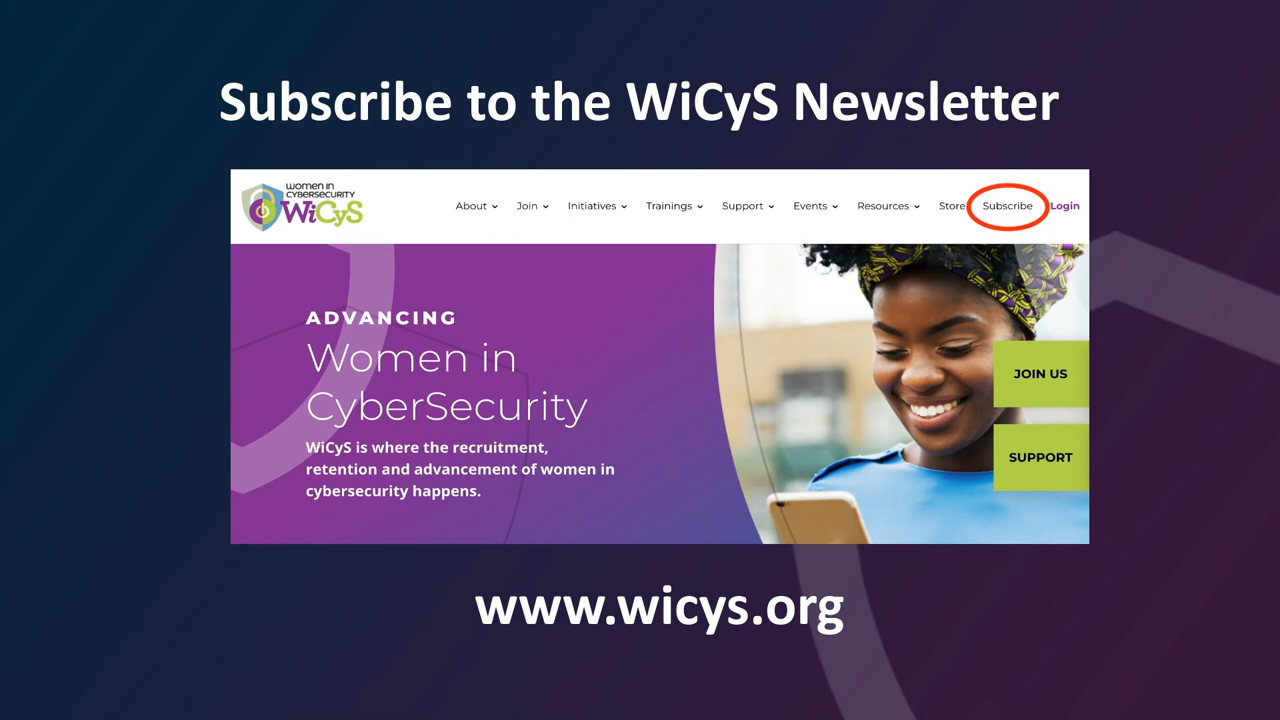 Subscribe to the WiCyS Newsletter
women in
CYBERSECURITY
WiCyS
About Join Initiatives Trainings Support Events Resources Store Subscribe Login
ADVANCING
Women in
CyberSecurity
WiCyS is where the recruitment,
retention and advancement of women in
cybersecurity happens.
JOIN US
SUPPORT
www.wicys.org